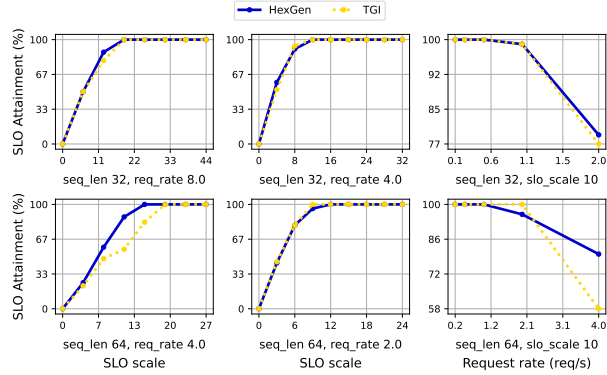 HexGen TGI
SLO Attainment (%)
100
67
33
0
0 11 22 33 44
seq_len 32, req_rate 8.0
100
67
33
0
0 8 16 24 32
seq_len 32, req_rate 4.0
100
92
85
77
0.1 0.6 1.1 1.5 2.0
seq_len 32, slo_scale 10
SLO Attainment (%)
100
67
33
0
0 7 13 20 27
seq_len 64, req_rate 4.0
SLO scale
100
67
33
0
0 6 12 18 24
seq_len 64, req_rate 2.0
SLO scale
100
86
72
58
0.2 1.2 2.1 3.1 4.0
seq_len 64, slo_scale 10
Request rate (req/s)